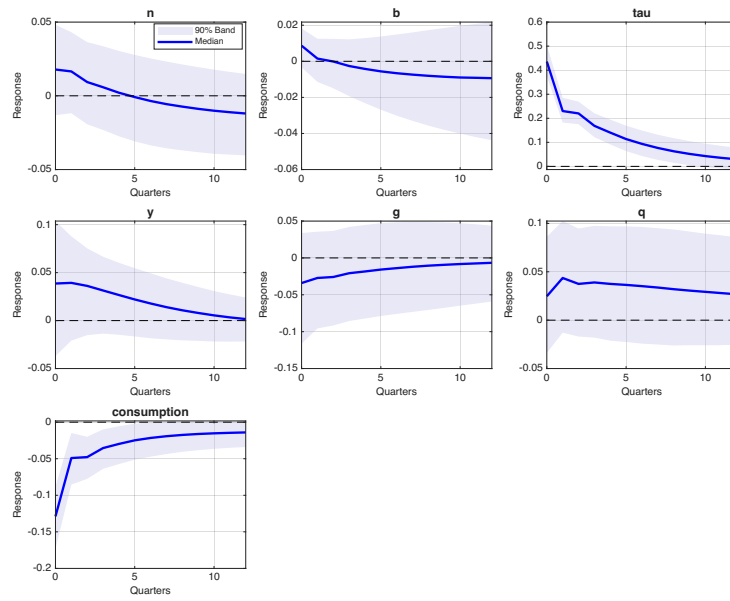 n
0.05
0
-0.05
Response
90% Band
Median
0 5 10
Quarters
b
0.02
0
-0.02
-0.04
-0.06
Response
0 5 10
Quarters
tau
0.6
0.5
0.4
0.3
0.2
0.1
0
Response
0 5 10
Quarters
y
0.1
0.05
0
-0.05
Response
0 5 10
Quarters
g
0.05
0
-0.05
-0.1
-0.15
Response
0 5 10
Quarters
q
0.1
0.05
0
-0.05
Response
0 5 10
Quarters
consumption
0
-0.05
-0.1
-0.15
-0.2
Response
0 5 10
Quarters